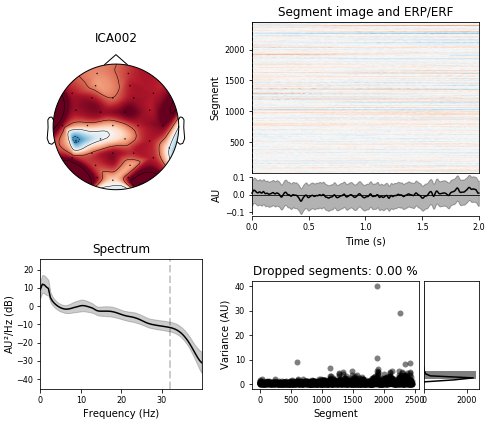 ICA002
Segment image and ERP/ERF
Segment
2000
1500
1000
500
AU
0.1
0.0
−0.1
0.0 0.5 1.0 1.5 2.0
Time (s)
Spectrum
AU²/Hz (dB)
20
10
0
−10
−20
−30
−40
0 10 20 30
Frequency (Hz)
Dropped segments: 0.00 %
Variance (AU)
40
30
20
10
0
0 500 1000 1500 2000 2500
Segment
0 2000